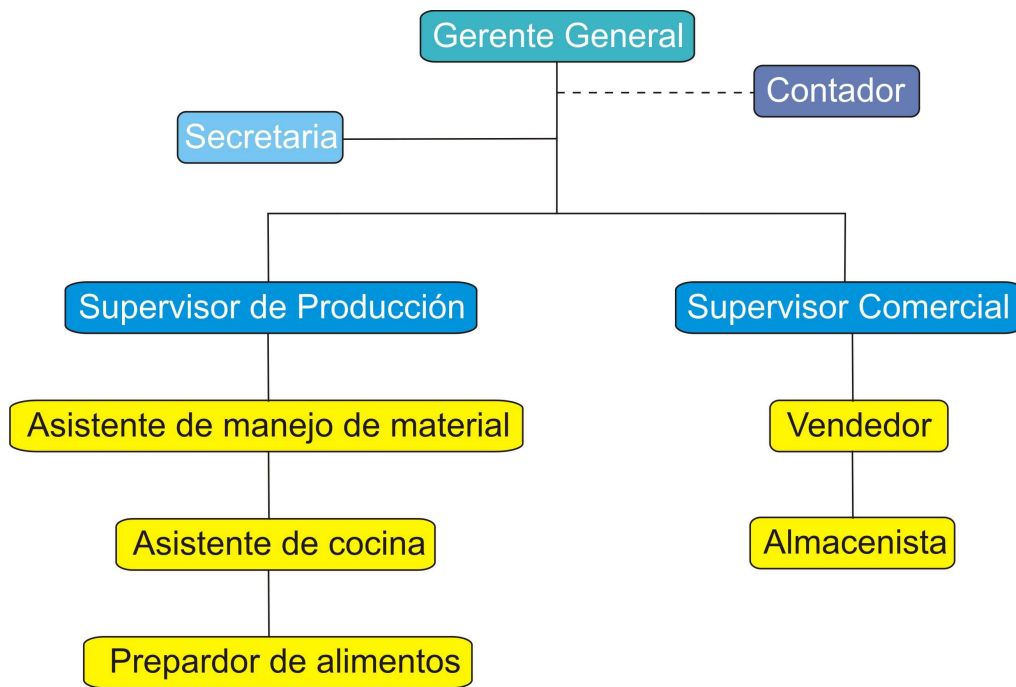 Gerente General
Contador
Secretaria
Supervisor de Producción
Supervisor Comercial
Asistente de manejo de material
Vendedor
Asistente de cocina
Almacenista
Prepardor de alimentos